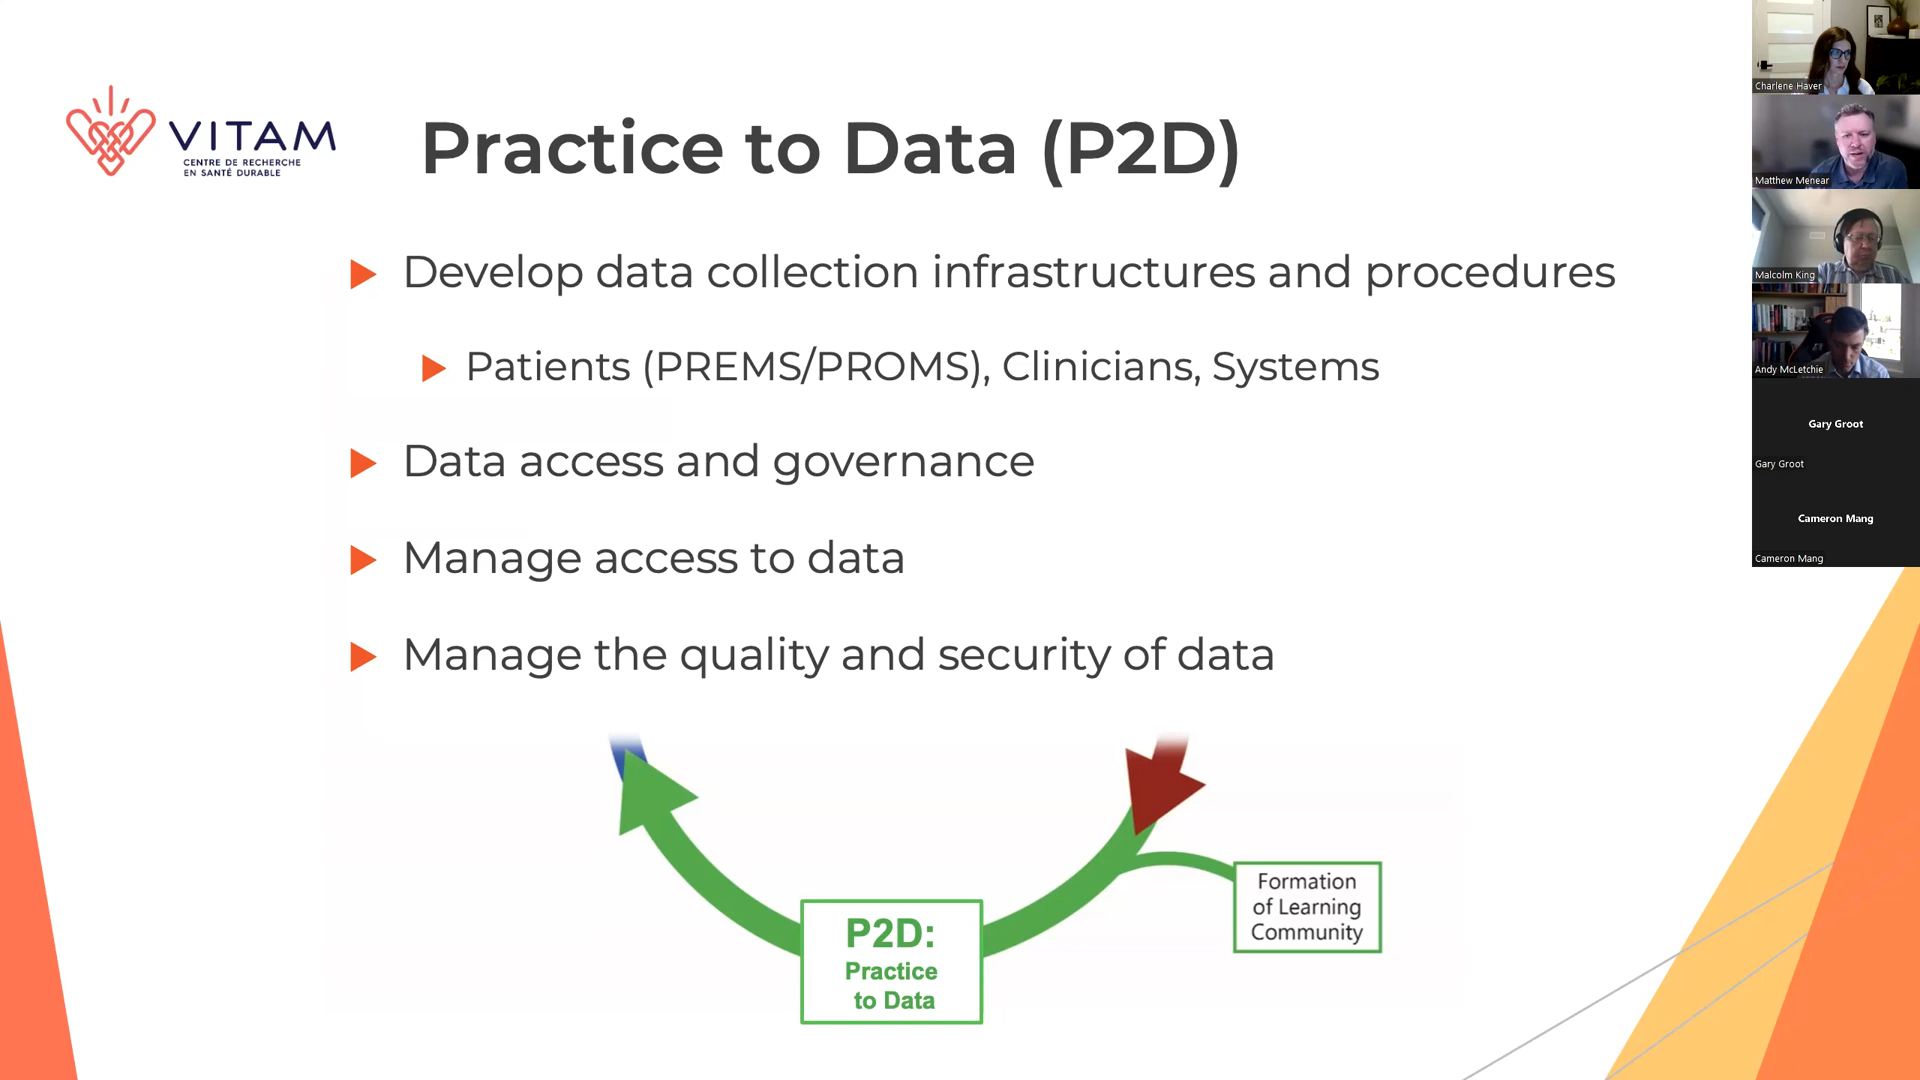 VITAM
CENTRE DE RECHERCHE
EN SANTÉ DURABLE
Practice to Data (P2D)
Develop data collection infrastructures and procedures
Patients (PREMS/PROMS), Clinicians, Systems
Data access and governance
Manage access to data
Manage the quality and security of data
P2D:
Practice
to Data
Formation
of Learning
Community
Charlene Haver
Matthew Menear
Malcolm King
Andy McLetchie
Gary Groot
Gary Groot
Cameron Mang
Cameron Mang